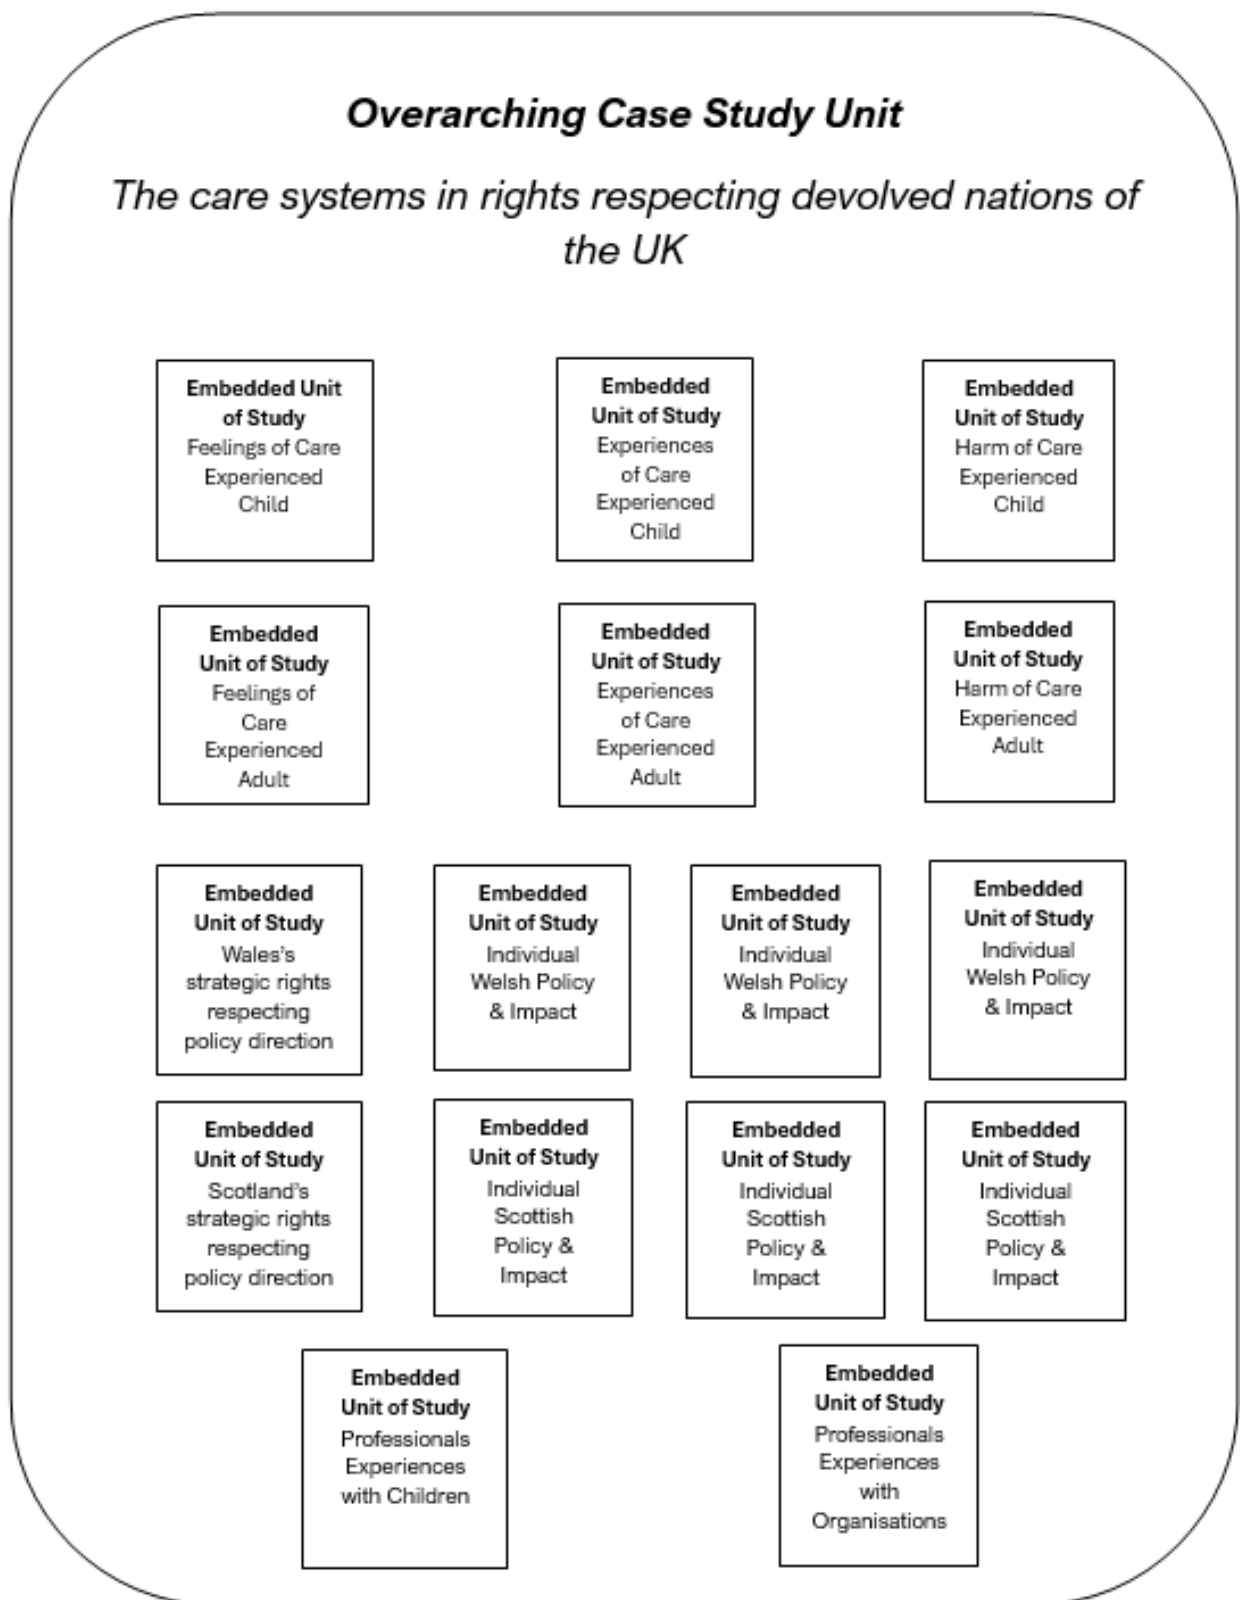 Overarching Case Study Unit
The care systems in rights respecting devolved nations of
the UK
Embedded Unit
of Study
Feelings of Care
Experienced
Child
Embedded
Unit of Study
Experiences
of Care
Experienced
Child
Embedded
Unit of Study
Harm of Care
Experienced
Child
Embedded
Unit of Study
Feelings of
Care
Experienced
Adult
Embedded
Unit of Study
Experiences
of Care
Experienced
Adult
Embedded
Unit of Study
Harm of Care
Experienced
Adult
Embedded
Unit of Study
Wales's
strategic rights
respecting
policy direction
Embedded
Unit of Study
Individual
Welsh Policy
& Impact
Embedded
Unit of Study
Individual
Welsh Policy
& Impact
Embedded
Unit of Study
Individual
Welsh Policy
& Impact
Embedded
Unit of Study
Scotland's
strategic rights
respecting
policy direction
Embedded
Unit of Study
Individual
Scottish
Policy &
Impact
Embedded
Unit of Study
Individual
Scottish
Policy &
Impact
Embedded
Unit of Study
Individual
Scottish
Policy &
Impact
Embedded
Unit of Study
Professionals
Experiences
with Children
Embedded
Unit of Study
Professionals
Experiences
with
Organisations